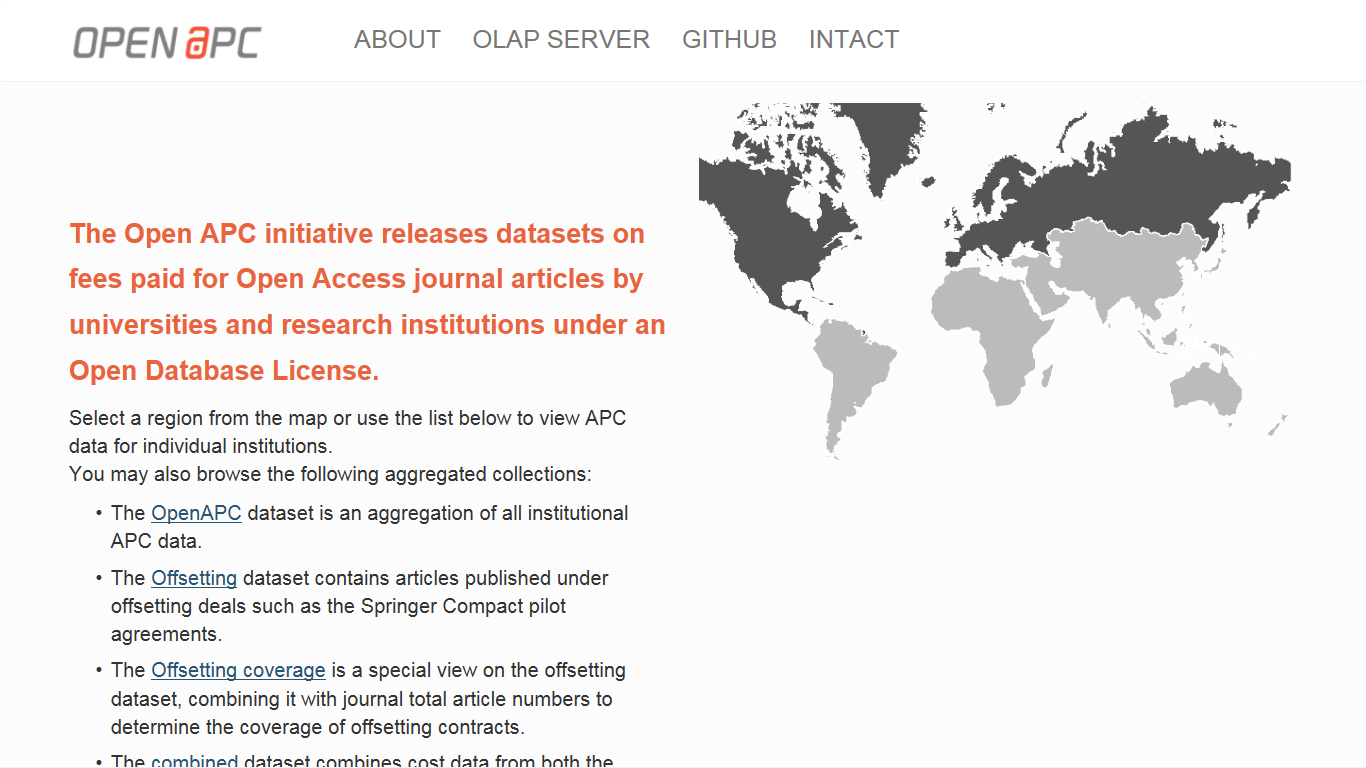 OPEN aPC
ABOUT
OLAP SERVER
GITHUB
INTACT
The Open APC initiative releases datasets on
fees paid for Open Access journal articles by
universities and research institutions under an
Open Database License.
Select a region from the map or use the list below to view APC
data for individual institutions.
You may also browse the following aggregated collections:
• The OpenAPC dataset is an aggregation of all institutional
APC data.
• The Offsetting dataset contains articles published under
offsetting deals such as the Springer Compact pilot
agreements.
• The Offsetting coverage is a special view on the offsetting
dataset, combining it with journal total article numbers to
determine the coverage of offsetting contracts.
• The combined dataset combines cost data from both the